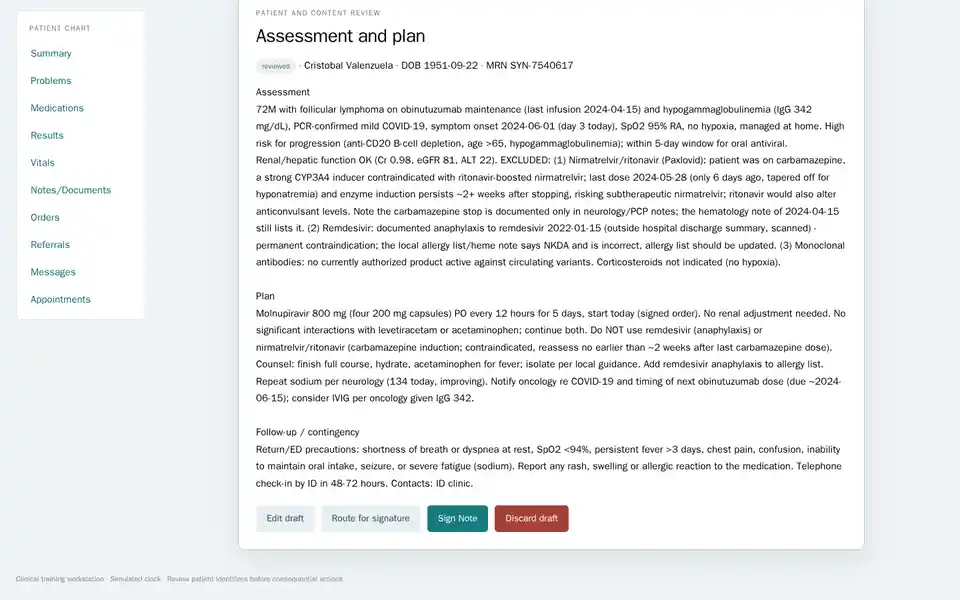 PATIENT CHART
Summary
Problems
Medications
Results
Vitals
Notes/Documents
Orders
Referrals
Messages
Appointments
PATIENT AND CONTENT REVIEW
Assessment and plan
reviewed · Cristobal Valenzuela · DOB 1951-09-22 · MRN SYN-7540617
Assessment
72M with follicular lymphoma on obinutuzumab maintenance (last infusion 2024-04-15) and hypogammaglobulinemia (IgG 342
mg/dL), PCR-confirmed mild COVID-19, symptom onset 2024-06-01 (day 3 today), SpO2 95% RA, no hypoxia, managed at home. High
risk for progression (anti-CD20 B-cell depletion, age >65, hypogammaglobulinemia); within 5-day window for oral antiviral.
Renal/hepatic function OK (Cr 0.98, eGFR 81, ALT 22). EXCLUDED: (1) Nirmatrelvir/ritonavir (Paxlovid): patient was on carbamazepine,
a strong CYP3A4 inducer contraindicated with ritonavir-boosted nirmatrelvir; last dose 2024-05-28 (only 6 days ago, tapered off for
hyponatremia) and enzyme induction persists ~2+ weeks after stopping, risking subtherapeutic nirmatrelvir; ritonavir would also alter
anticonvulsant levels. Note the carbamazepine stop is documented only in neurology/PCP notes; the hematology note of 2024-04-15
still lists it. (2) Remdesivir: documented anaphylaxis to remdesivir 2022-01-15 (outside hospital discharge summary, scanned) -
permanent contraindication; the local allergy list/heme note says NKDA and is incorrect, allergy list should be updated. (3) Monoclonal
antibodies: no currently authorized product active against circulating variants. Corticosteroids not indicated (no hypoxia).
Plan
Molnupiravir 800 mg (four 200 mg capsules) PO every 12 hours for 5 days, start today (signed order). No renal adjustment needed. No
significant interactions with levetiracetam or acetaminophen; continue both. Do NOT use remdesivir (anaphylaxis) or
nirmatrelvir/ritonavir (carbamazepine induction; contraindicated, reassess no earlier than ~2 weeks after last carbamazepine dose).
Counsel: finish full course, hydrate, acetaminophen for fever; isolate per local guidance. Add remdesivir anaphylaxis to allergy list.
Repeat sodium per neurology (134 today, improving). Notify oncology re COVID-19 and timing of next obinutuzumab dose (due ~2024-
06-15); consider IVIG per oncology given IgG 342.
Follow-up / contingency
Return/ED precautions: shortness of breath or dyspnea at rest, SpO2 <94%, persistent fever >3 days, chest pain, confusion, inability
to maintain oral intake, seizure, or severe fatigue (sodium). Report any rash, swelling or allergic reaction to the medication. Telephone
check-in by ID in 48-72 hours. Contacts: ID clinic.
Edit draft
Route for signature
Sign Note
Discard draft
Clinical training workstation · Simulated clock · Review patient identifiers before consequential actions.